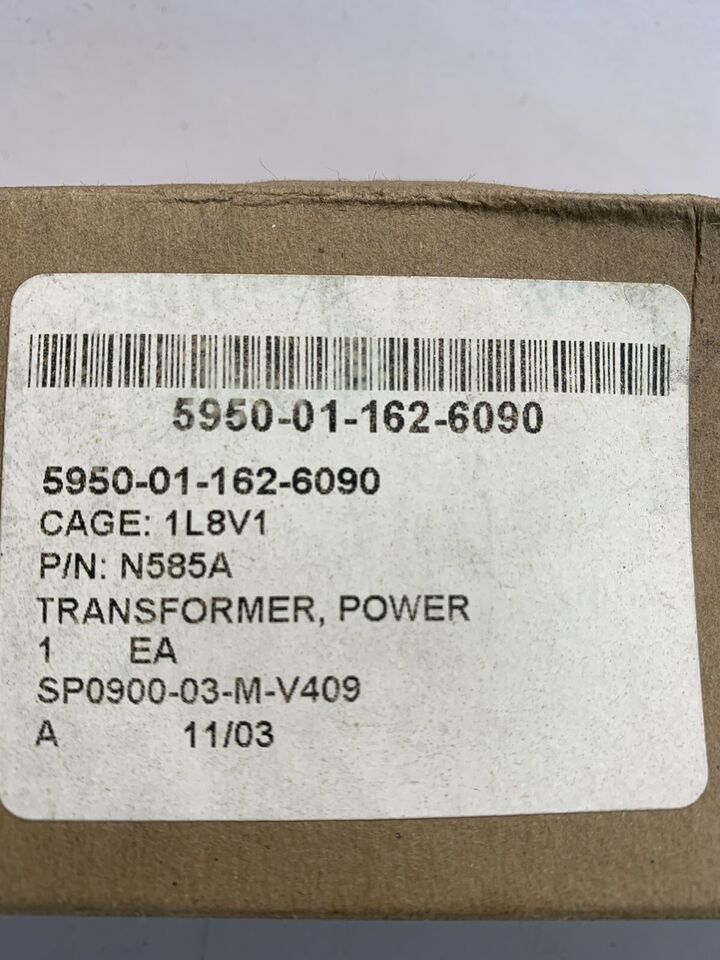 5950-01-162-6090
5950-01-162-6090
CAGE: 1L8V1
P/N: N585A
TRANSFORMER, POWER
1 EA
SP0900-03-M-V409
A 11/03